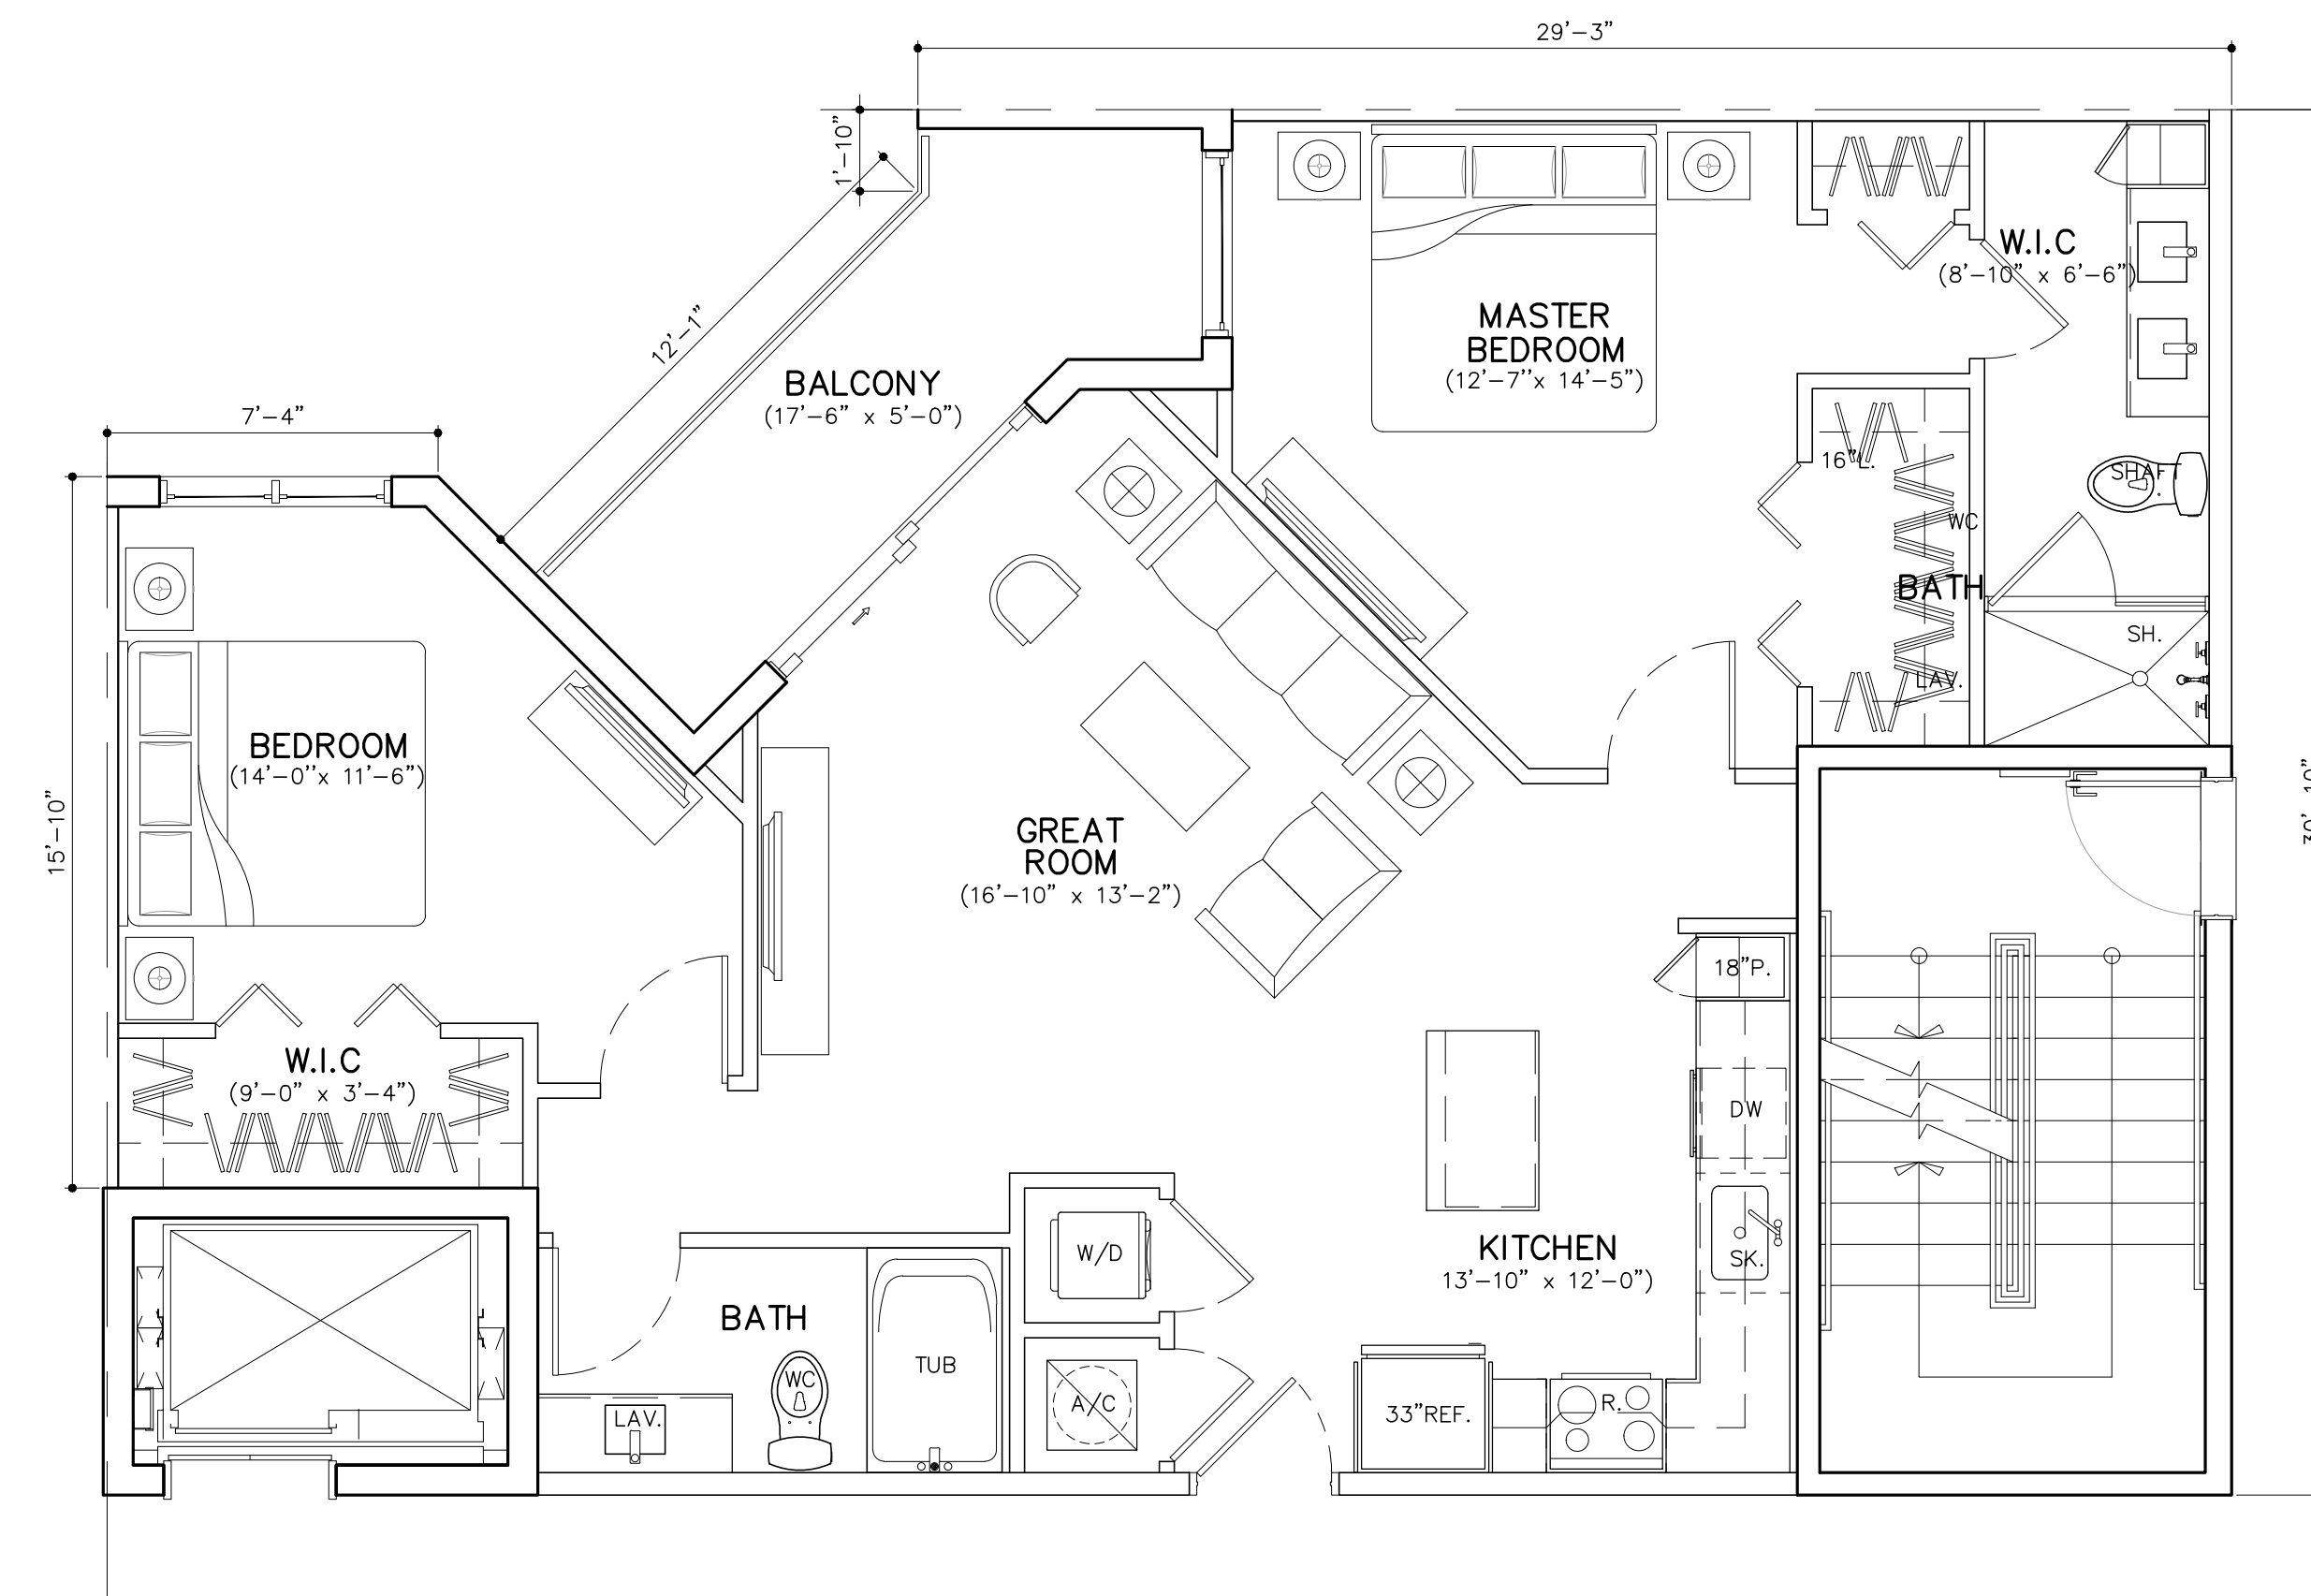 29'-3"
1'-10"
12'-1"
W.I.C
(8'-10" x 6'-6")
MASTER
BEDROOM
(12'-7''x 14'-5")
BALCONY
(17'-6" x 5'-0")
7'-4"
16"L.
SHAFT
WC
BATH
SH.
LAV.
BEDROOM
(14'-0''x 11'-6")
15'-10"
GREAT
ROOM
(16'-10" x 13'-2")
18"P.
W.I.C
(9'-0" x 3'-4")
DW
W/D
KITCHEN
13'-10" x 12'-0")
SK.
BATH
TUB
WC
LAV.
A/C
33"REF.
R.